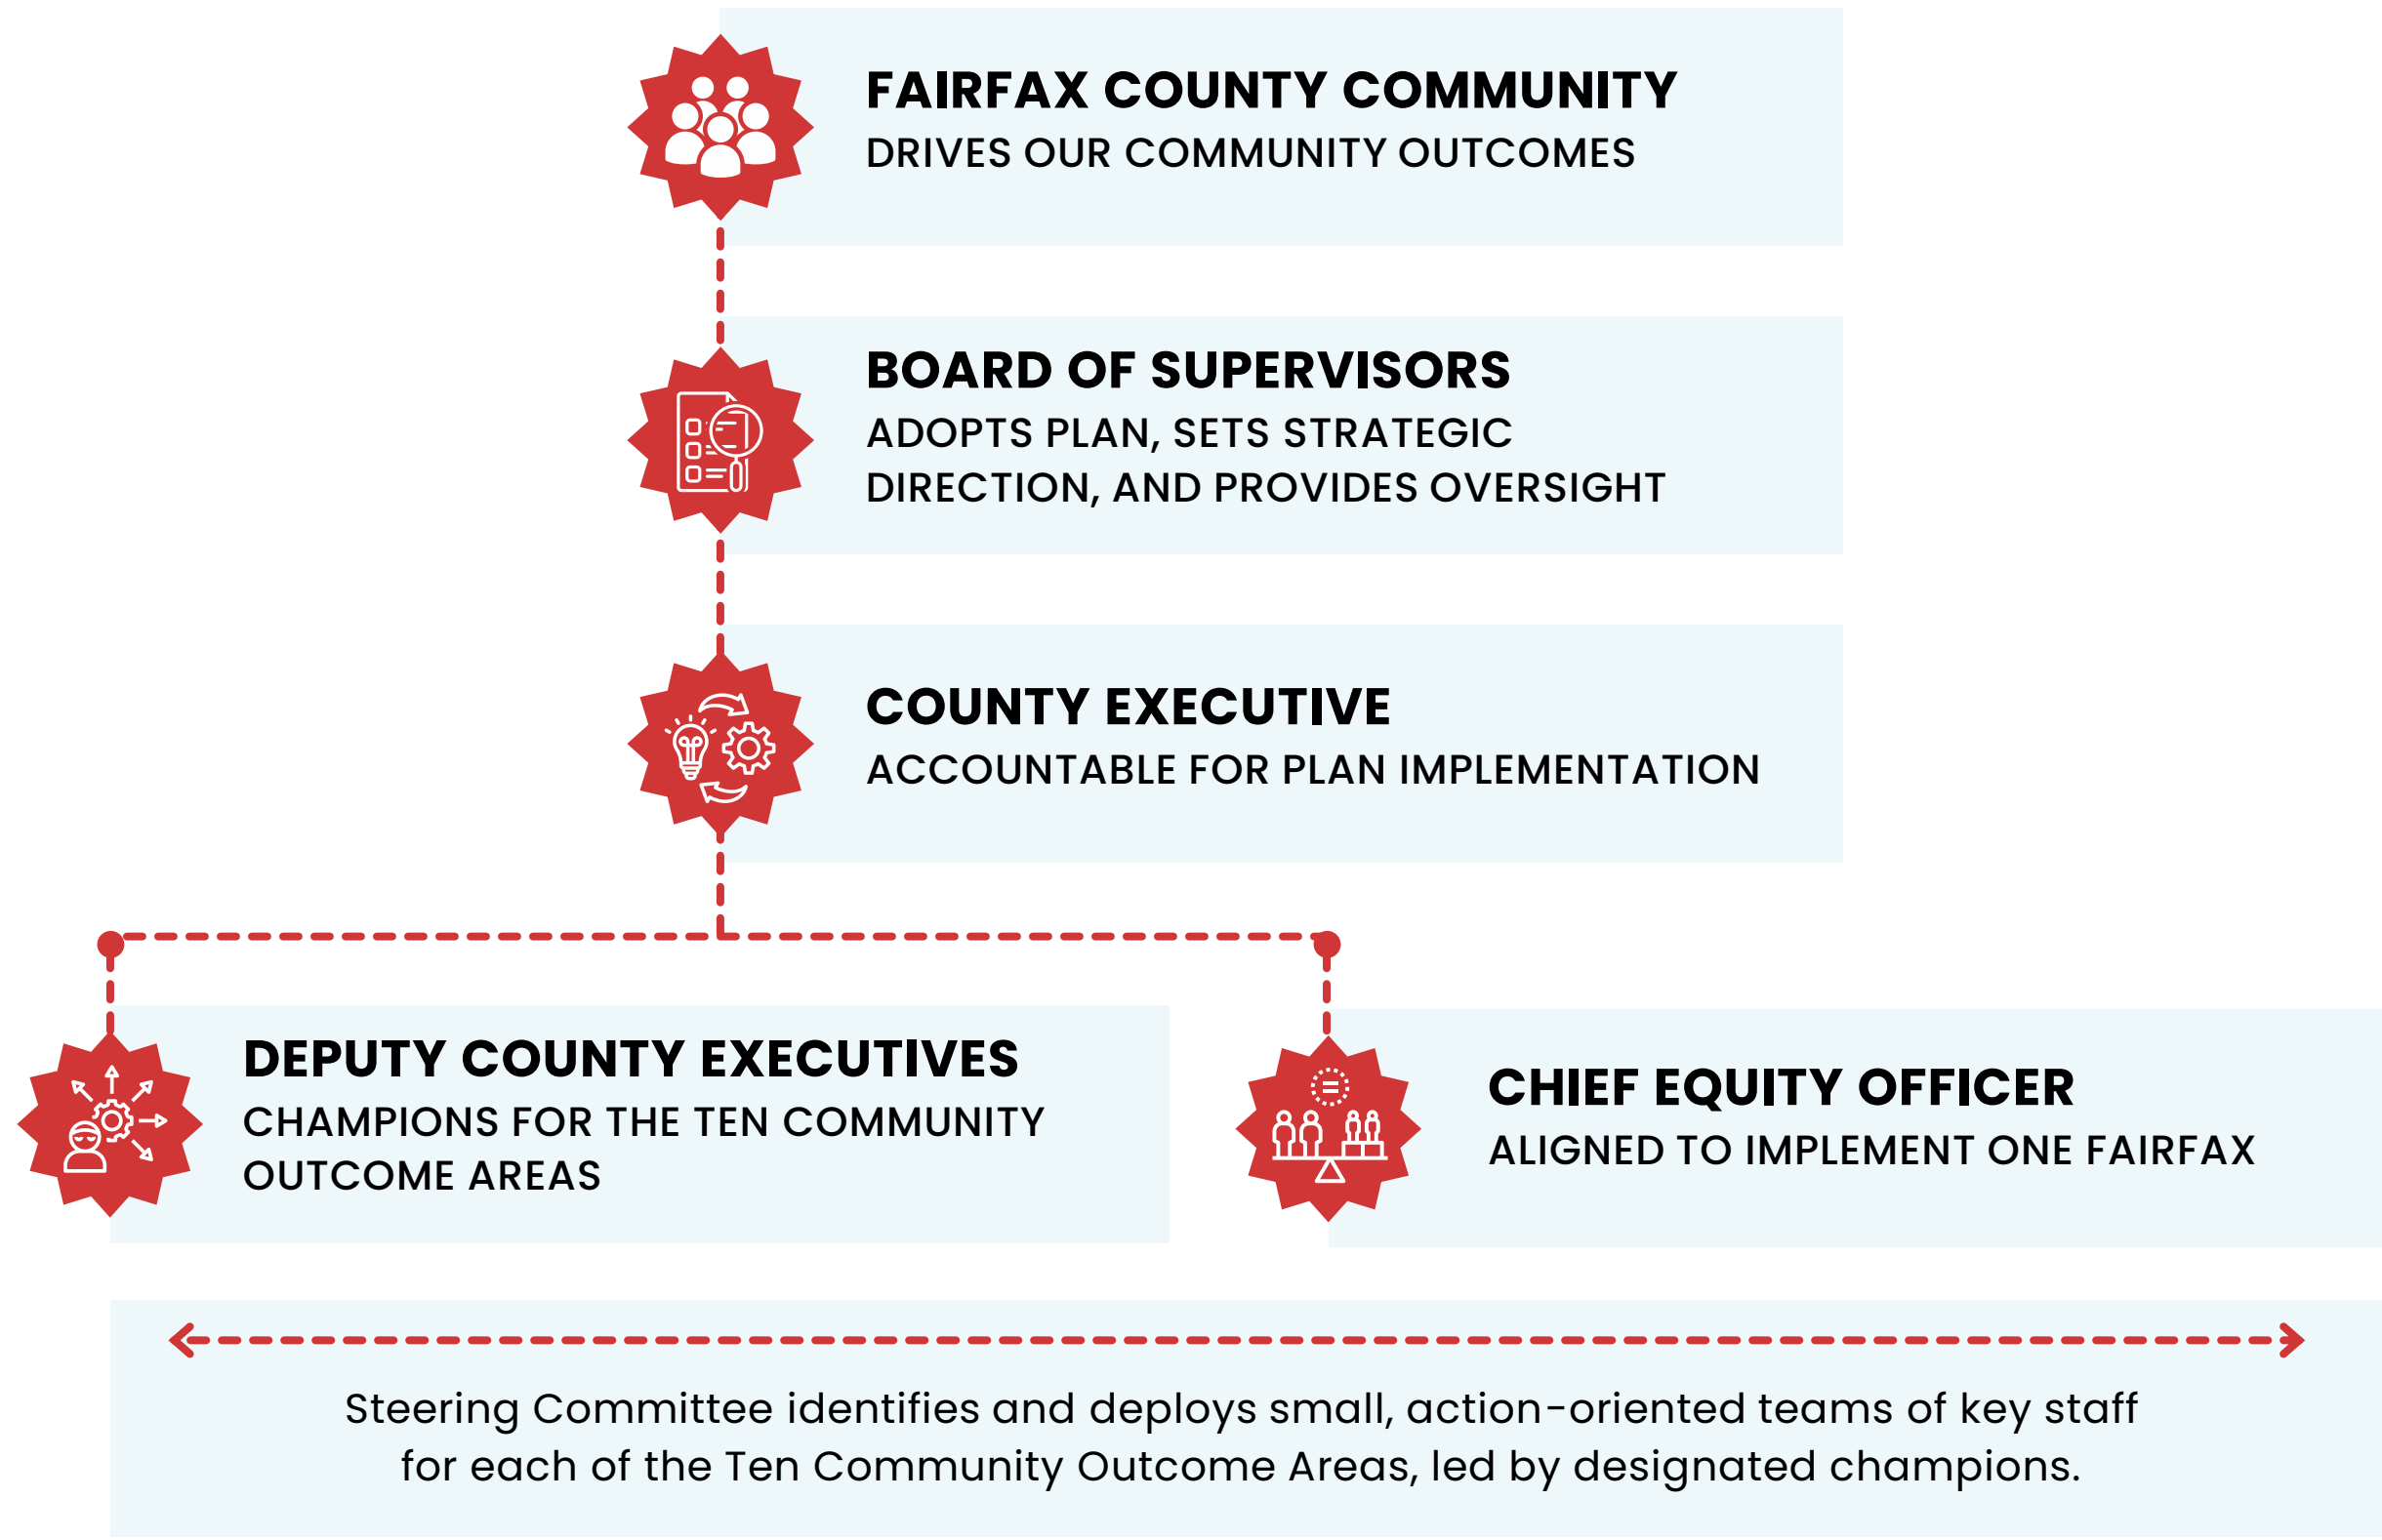 FAIRFAX COUNTY COMMUNITY
DRIVES OUR COMMUNITY OUTCOMES
BOARD OF SUPERVISORS
ADOPTS PLAN, SETS STRATEGIC
DIRECTION, AND PROVIDES OVERSIGHT
COUNTY EXECUTIVE
ACCOUNTABLE FOR PLAN IMPLEMENTATION
DEPUTY COUNTY EXECUTIVES
CHAMPIONS FOR THE TEN COMMUNITY
OUTCOME AREAS
CHIEF EQUITY OFFICER
ALIGNED TO IMPLEMENT ONE FAIRFAX
Steering Committee identifies and deploys small, action-oriented teams of key staff
for each of the Ten Community Outcome Areas, led by designated champions.